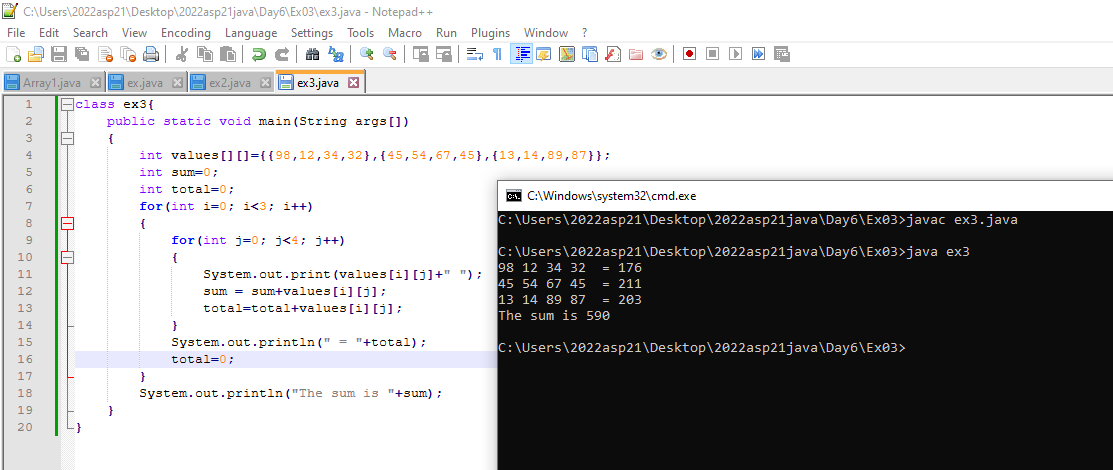 C:\Users\2022asp21\Desktop\2022asp21java\Day6\Ex03\ex3.java - Notepad++
File Edit Search View Encoding Language Settings Tools Macro Run Plugins Window ?
Array1.java ex.java ex2.java ex3.java
1 class ex3{
2 public static void main(String args[])
3 {
4 int values[][]={{98,12,34,32},{45,54,67,45},{13,14,89,87}};
5 int sum=0;
6 int total=0;
7 for(int i=0; i<3; i++)
8 {
9 for(int j=0; j<4; j++)
10 {
11 System.out.print(values[i][j]+" ");
12 sum = sum+values[i][j];
13 total=total+values[i][j];
14 }
15 System.out.println(" = "+total);
16 total=0;
17 }
18 System.out.println("The sum is "+sum);
19 }
20 }
C:\Windows\system32\cmd.exe
C:\Users\2022asp21\Desktop\2022asp21java\Day6\Ex03>javac ex3.java
C:\Users\2022asp21\Desktop\2022asp21java\Day6\Ex03>java ex3
98 12 34 32  = 176
45 54 67 45  = 211
13 14 89 87  = 203
The sum is 590
C:\Users\2022asp21\Desktop\2022asp21java\Day6\Ex03>